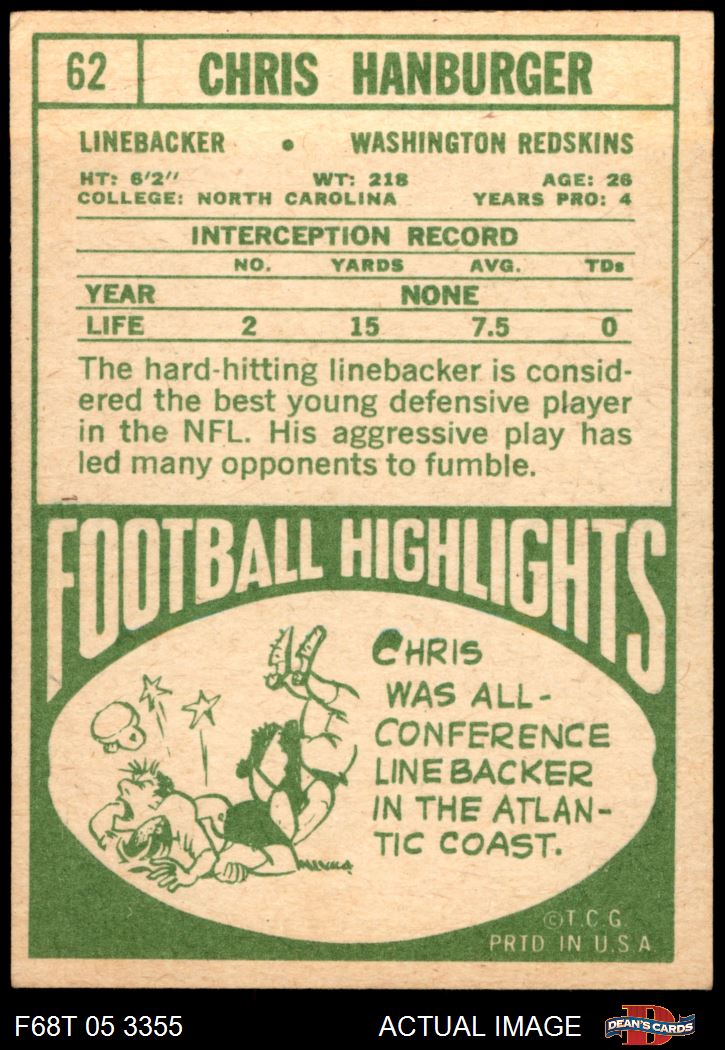 62 CHRIS HANBURGER
LINEBACKER • WASHINGTON REDSKINS
HT: 6'2" WT: 218 AGE: 26
COLLEGE: NORTH CAROLINA YEARS PRO: 4
INTERCEPTION RECORD
NO. YARDS AVG. TDs
YEAR NONE
LIFE 2 15 7.5 0
The hard-hitting linebacker is consid-
ered the best young defensive player
in the NFL. His aggressive play has
led many opponents to fumble.
FOOTBALL HIGHLIGHTS
CHRIS
WAS ALL-
CONFERENCE
LINEBACKER
IN THE ATLAN-
TIC COAST.
©T.C.G.
PRTD IN U.S.A.
F68T 05 3355 ACTUAL IMAGE
D
DEAN'S CARDS